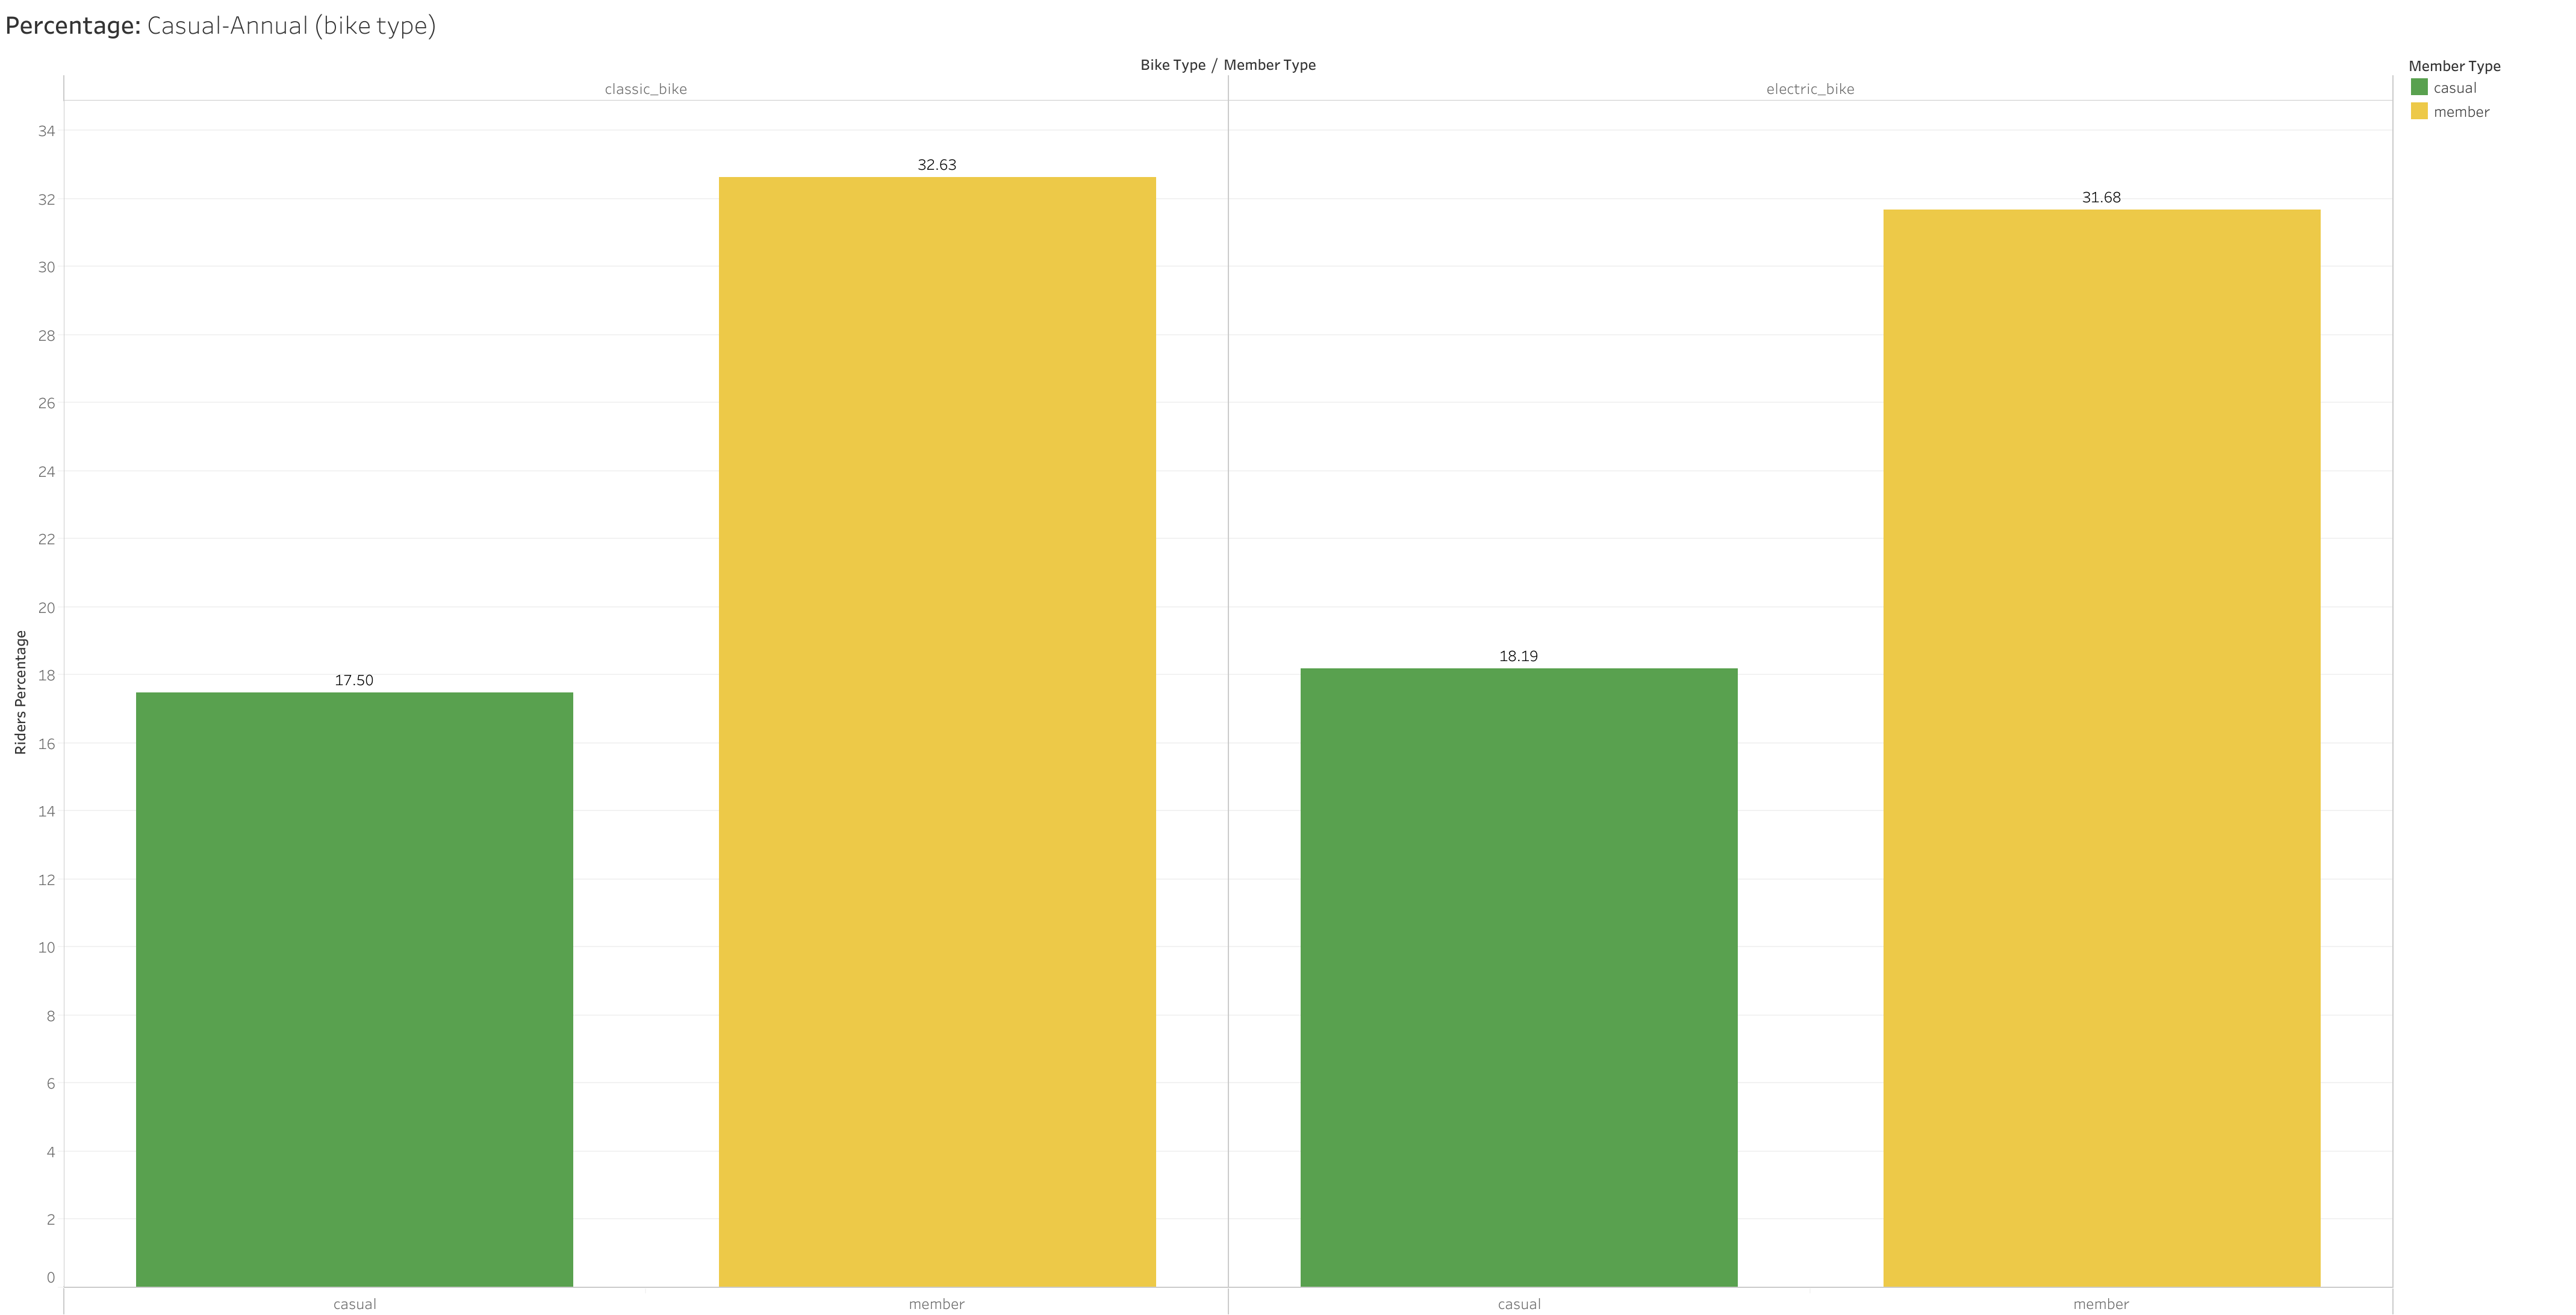 Percentage: Casual-Annual (bike type)
Bike Type / Member Type
classic_bike
electric_bike
Member Type
casual
member
Riders Percentage
34
32
30
28
26
24
22
20
18
16
14
12
10
8
6
4
2
0
17.50
32.63
18.19
31.68
casual
member
casual
member